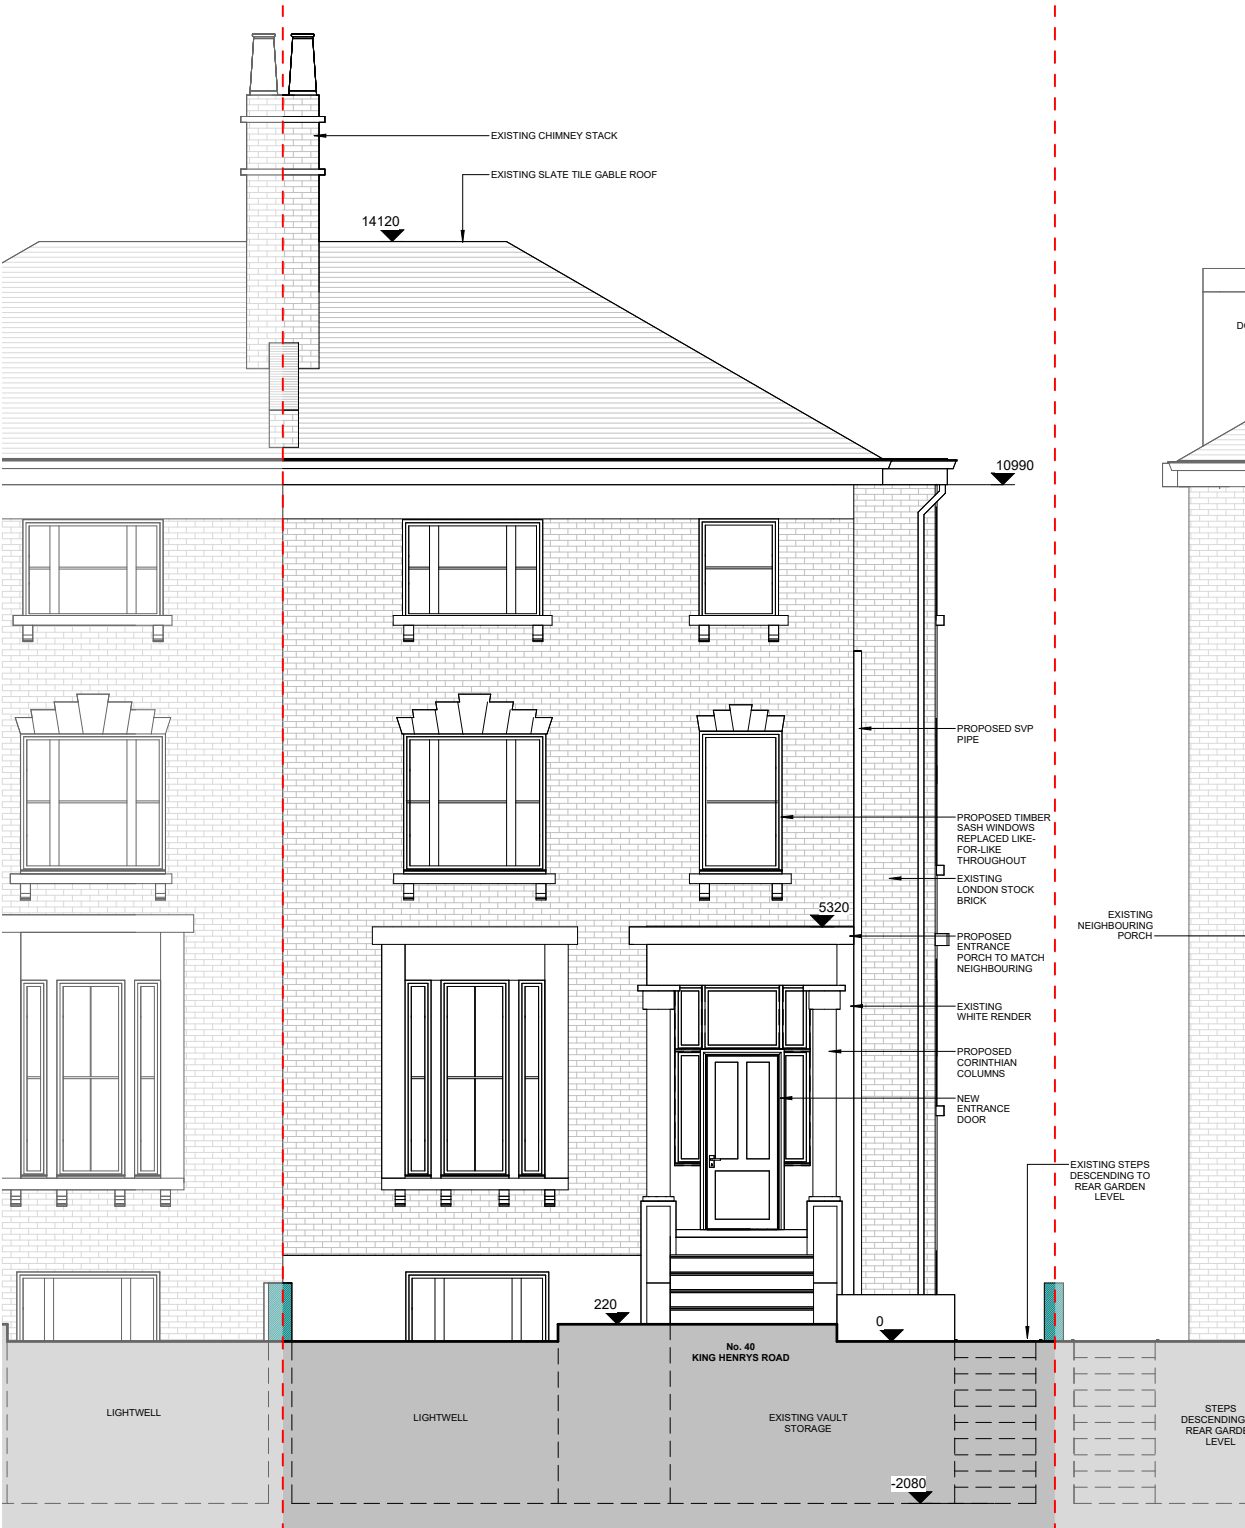 EXISTING CHIMNEY STACK
EXISTING SLATE TILE GABLE ROOF
14120
10990
PROPOSED SVP
PIPE
PROPOSED TIMBER
SASH WINDOWS
REPLACED LIKE-
FOR-LIKE
THROUGHOUT
EXISTING
LONDON STOCK
BRICK
5320
EXISTING
NEIGHBOURING
PORCH
PROPOSED
ENTRANCE
PORCH TO MATCH
NEIGHBOURING
EXISTING
WHITE RENDER
PROPOSED
CORINTHIAN
COLUMNS
NEW
ENTRANCE
DOOR
EXISTING STEPS
DESCENDING TO
REAR GARDEN
LEVEL
220
0
No. 40
KING HENRYS ROAD
LIGHTWELL
LIGHTWELL
EXISTING VAULT
STORAGE
STEPS
DESCENDING
REAR GARDE
LEVEL
-2080